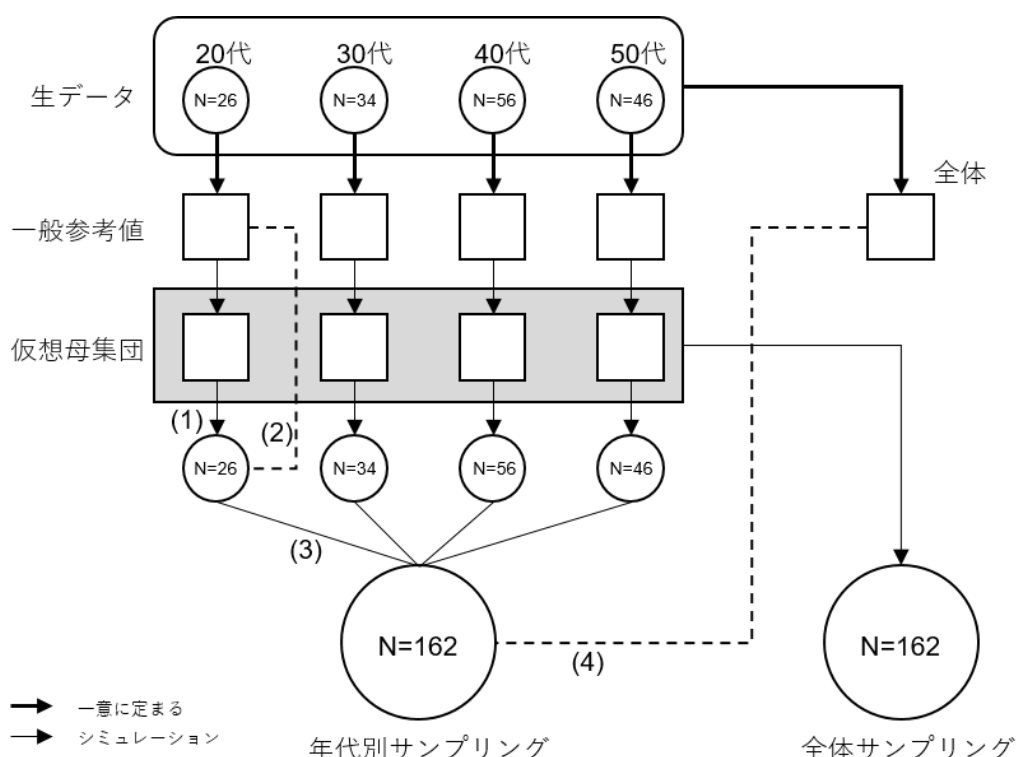 20代 30代 40代 50代
生データ
N=26 N=34 N=56 N=46
全体
一般参考値
仮想母集団
(1)
(2)
N=26 N=34 N=56 N=46
(3)
N=162
N=162
(4)
一意に定まる
シミュレーション
年代別サンプリング
全体サンプリング